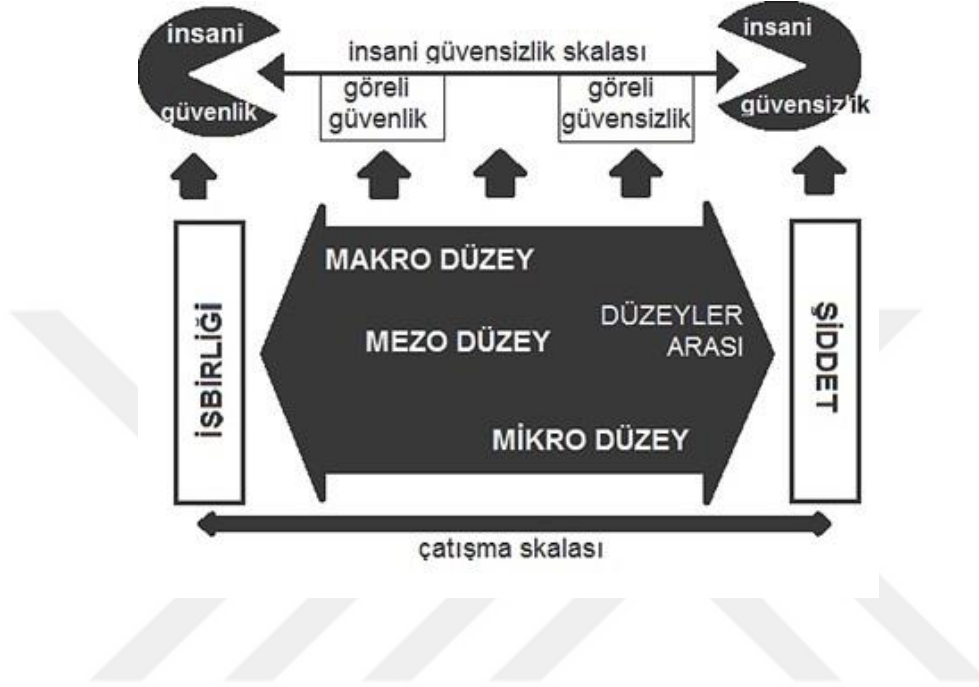 insani
güvenlik
insani güvensizlik skalası
göreli
güvenlik
göreli
güvensizlik
insani
güvensizlik
MAKRO DÜZEY
MEZO DÜZEY
DÜZEYLER
ARASI
MİKRO DÜZEY
İŞBİRLİĞİ
ŞİDDET
çatışma skalası